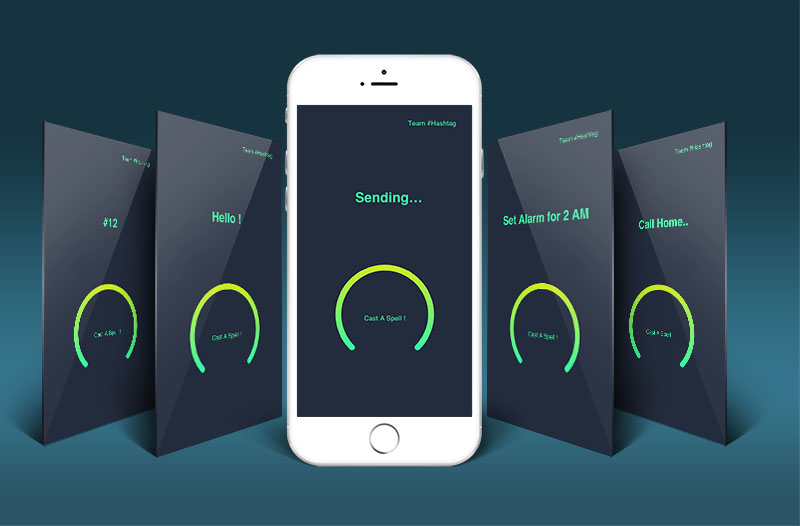 Team #Hashtag
#12
Cast A Spell !
Team #Hashtag
Hello !
Cast A Spell !
Team #Hashtag
Sending...
Cast A Spell !
Team #Hashtag
Set Alarm for 2 AM
Cast A Spell !
Team #Hashtag
Call Home..
Cast A Spell